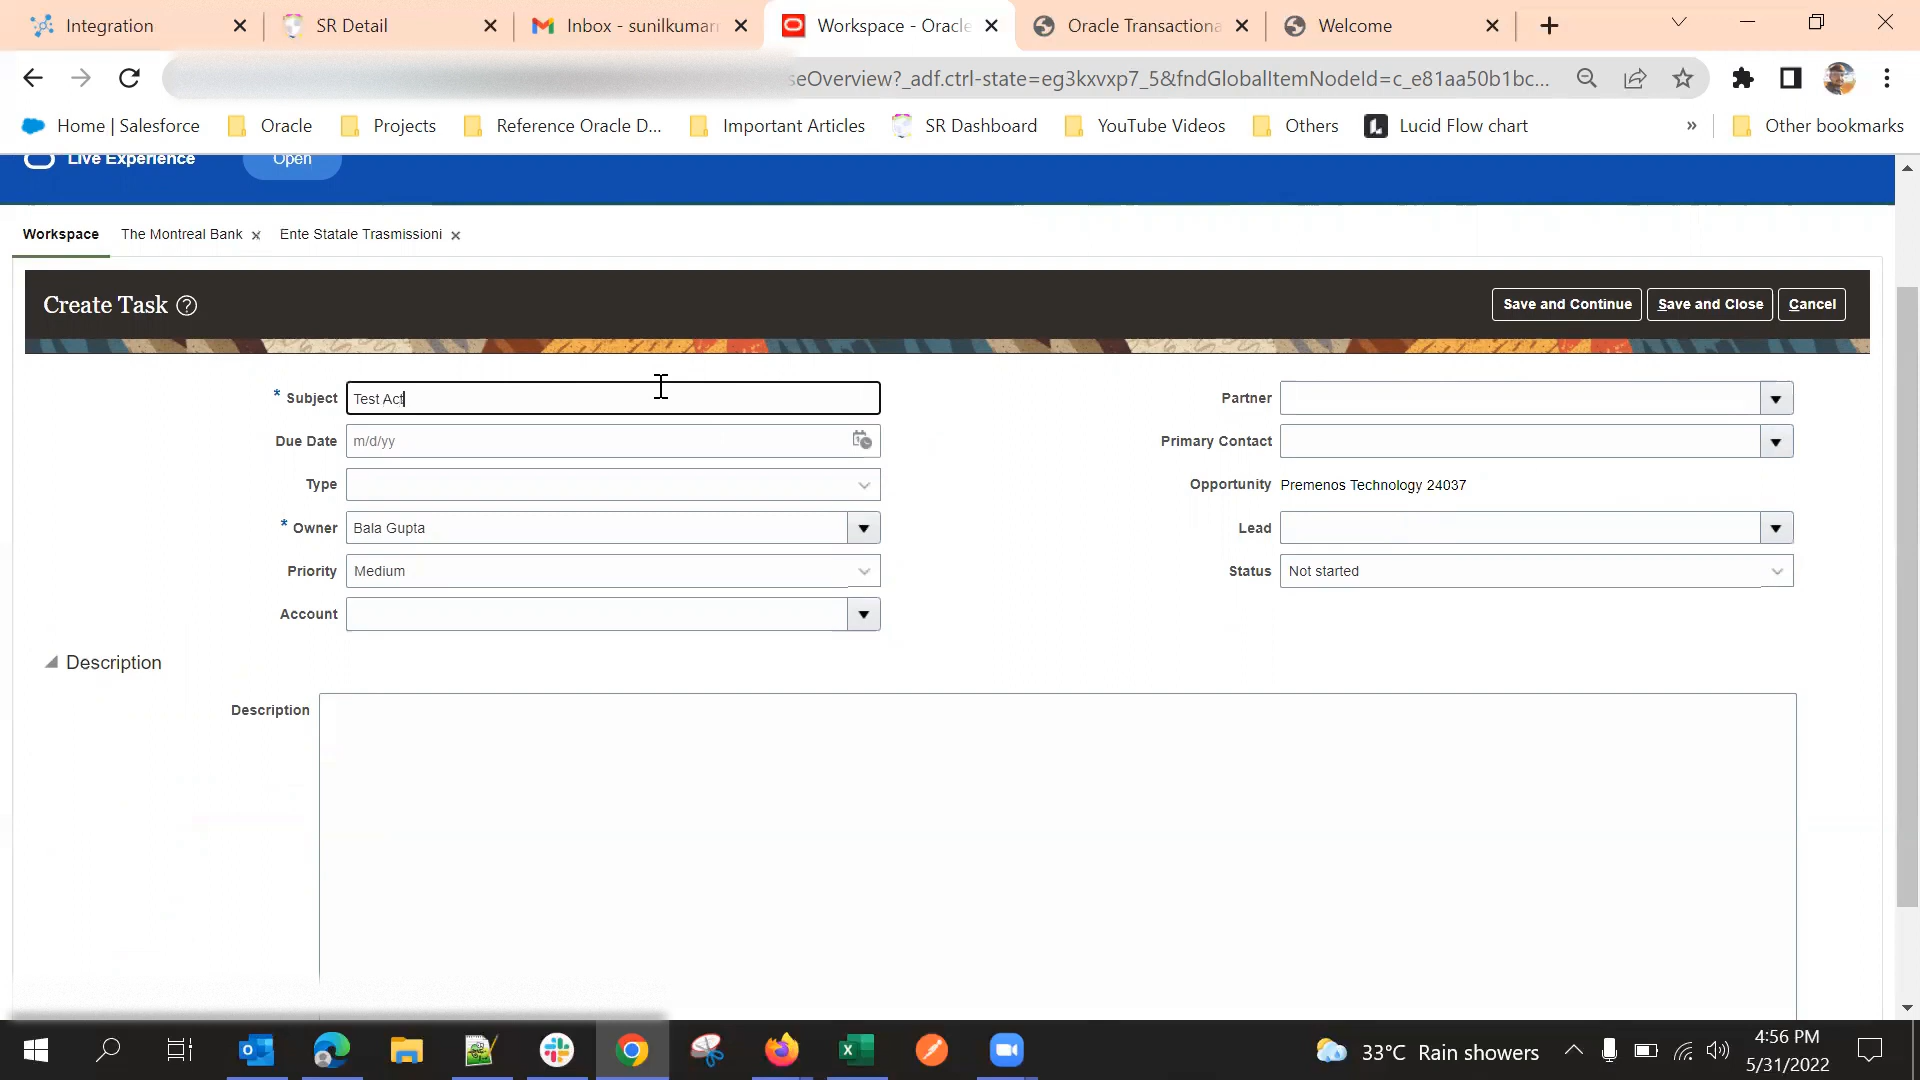 Integration
SR Detail
Inbox - sunilkumar
Workspace - Oracle
Oracle Transactiona
Welcome
seOverview?_adf.ctrl-state=eg3kxvxp7_5&fndGlobalItemNodeId=c_e81aa50b1bc...
Home | Salesforce
Oracle
Projects
Reference Oracle D...
Important Articles
SR Dashboard
YouTube Videos
Others
Lucid Flow chart
»
Other bookmarks
Live Experience
Open
Workspace
The Montreal Bank
Ente Statale Trasmissioni
Create Task ?
Save and Continue
Save and Close
Cancel
* Subject Test Act
Partner
Due Date m/d/yy
Primary Contact
Type
Opportunity Premenos Technology 24037
* Owner Bala Gupta
Lead
Priority Medium
Status Not started
Account
Description
Description
33°C Rain showers
4:56 PM
5/31/2022